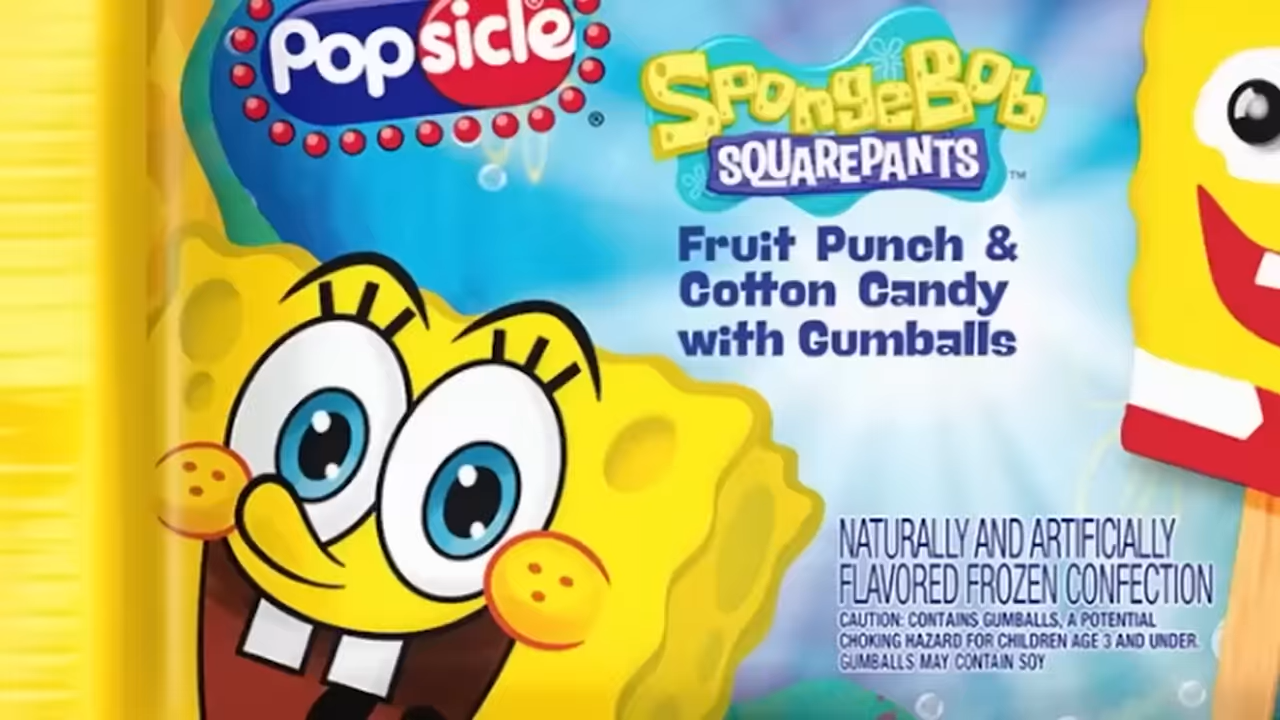 Popsicle®
SpongeBob
SQUAREPANTS™
Fruit Punch &
Cotton Candy
with Gumballs
NATURALLY AND ARTIFICIALLY
FLAVORED FROZEN CONFECTION
CAUTION: CONTAINS GUMBALLS, A POTENTIAL
CHOKING HAZARD FOR CHILDREN AGE 3 AND UNDER.
GUMBALLS MAY CONTAIN SOY